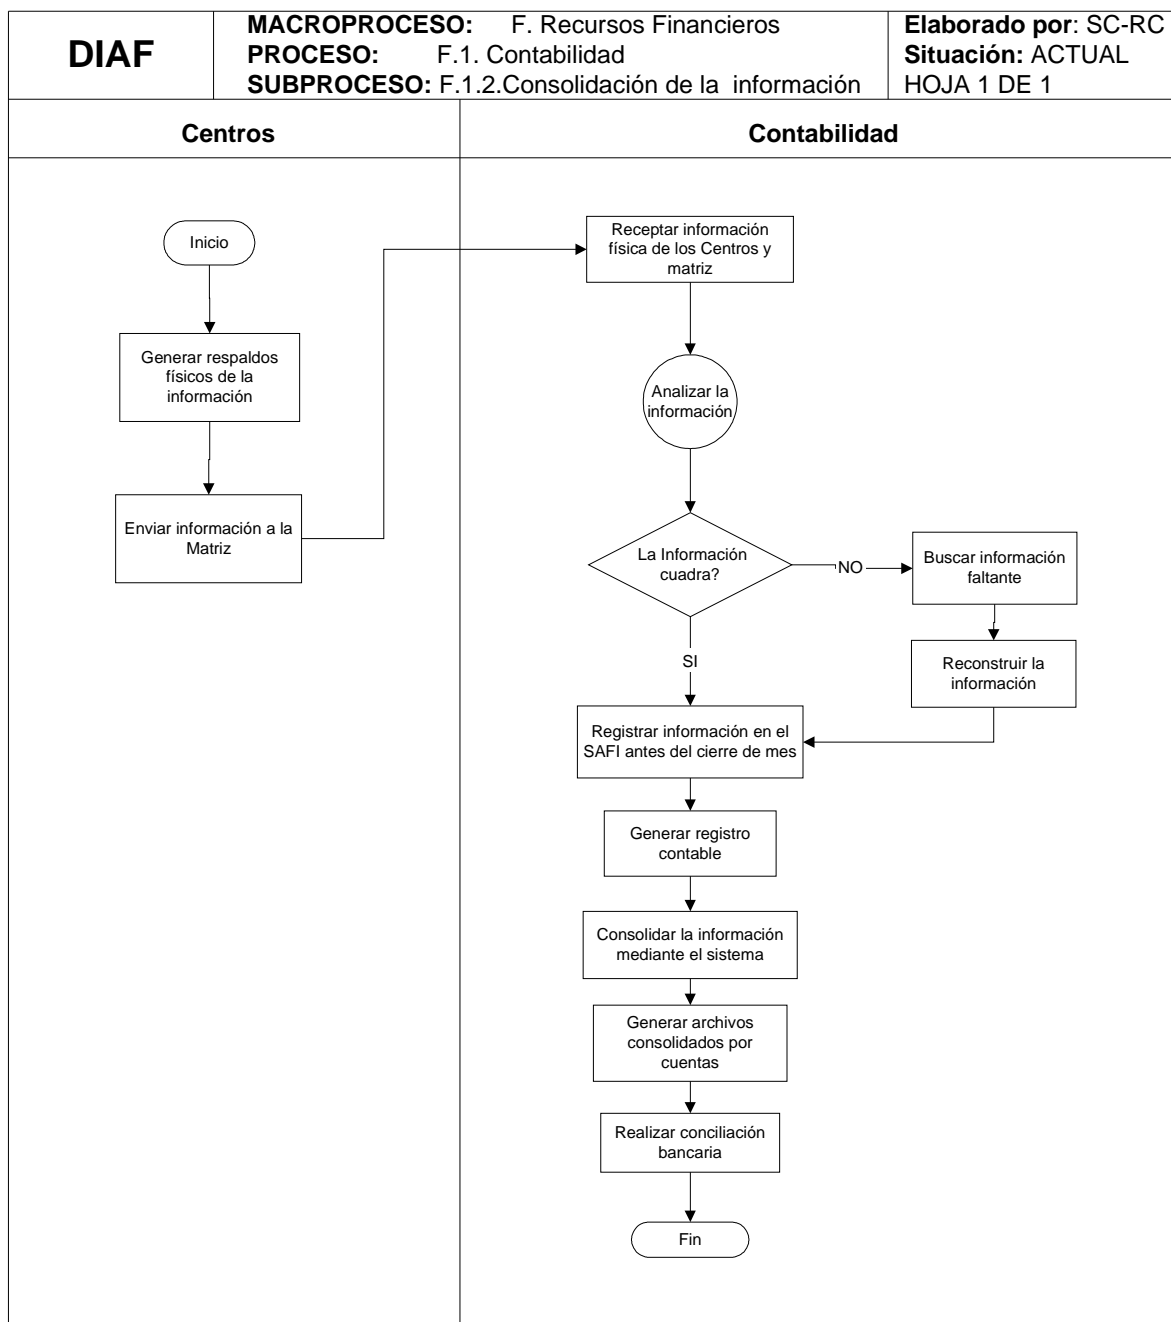 DIAF
MACROPROCESO: F. Recursos Financieros
PROCESO: F.1. Contabilidad
SUBPROCESO: F.1.2.Consolidación de la información
Elaborado por: SC-RC
Situación: ACTUAL
HOJA 1 DE 1
Centros
Contabilidad
Inicio
Generar respaldos
físicos de la
información
Enviar información a la
Matriz
Receptar información
física de los Centros y
matriz
Analizar la
información
La Información
cuadra?
NO
Buscar información
faltante
Reconstruir la
información
SI
Registrar información en el
SAFI antes del cierre de mes
Generar registro
contable
Consolidar la información
mediante el sistema
Generar archivos
consolidados por
cuentas
Realizar conciliación
bancaria
Fin